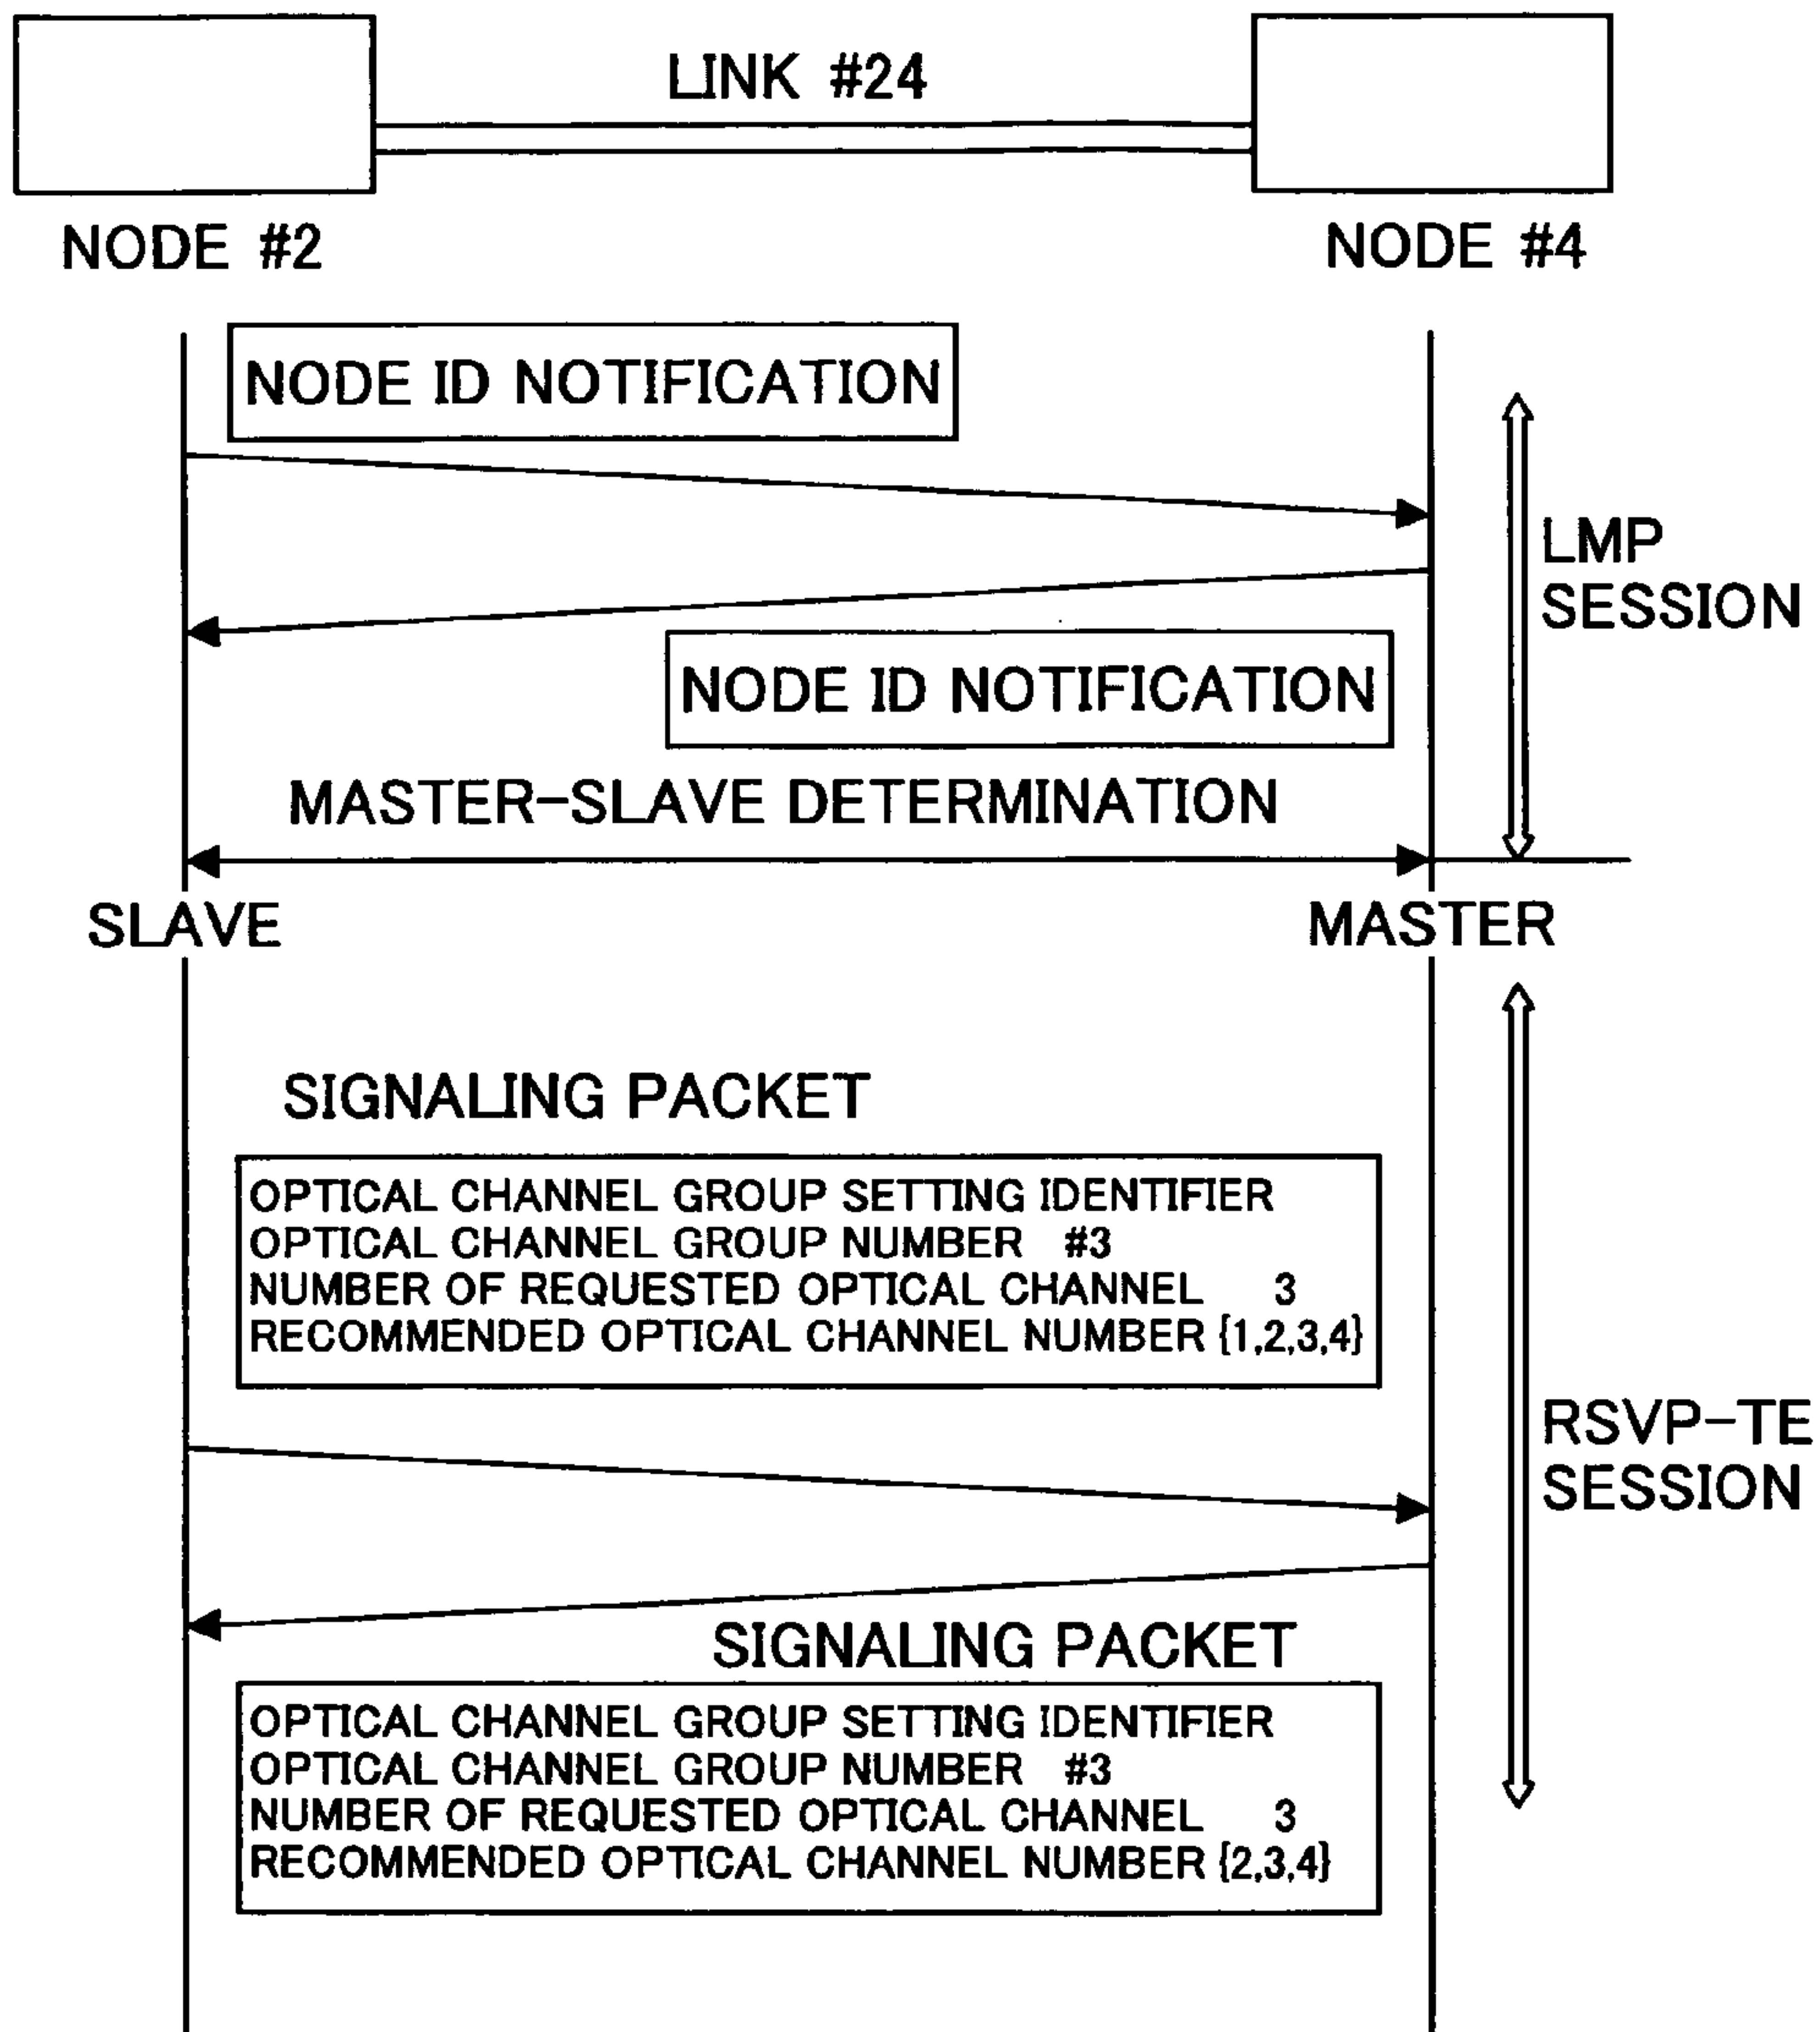 LINK #24
NODE #2
NODE #4
NODE ID NOTIFICATION
LMP
SESSION
NODE ID NOTIFICATION
MASTER-SLAVE DETERMINATION
SLAVE
MASTER
SIGNALING PACKET
OPTICAL CHANNEL GROUP SETTING IDENTIFIER
OPTICAL CHANNEL GROUP NUMBER #3
NUMBER OF REQUESTED OPTICAL CHANNEL 3
RECOMMENDED OPTICAL CHANNEL NUMBER {1,2,3,4}
RSVP-TE
SESSION
SIGNALING PACKET
OPTICAL CHANNEL GROUP SETTING IDENTIFIER
OPTICAL CHANNEL GROUP NUMBER #3
NUMBER OF REQUESTED OPTICAL CHANNEL 3
RECOMMENDED OPTICAL CHANNEL NUMBER {2,3,4}